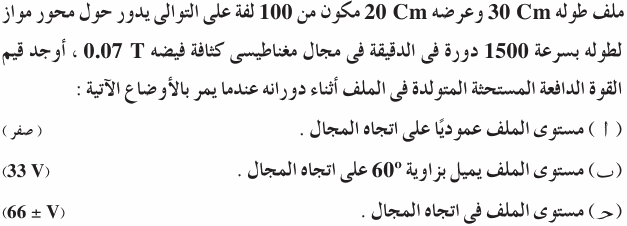 ملف طوله 30 Cm وعرضه 20 Cm مكون من 100 لفة على التوالى يدور حول محور مواز
لطوله بسرعة 1500 دورة فى الدقيقة فى مجال مغناطيسى كثافة فيضه 0.07 T ، أوجد قيم
القوة الدافعة المستحثة المتولدة فى الملف أثناء دورانه عندما يمر بالأوضاع الآتية :
( ا ) مستوى الملف عموديًا على اتجاه المجال . ( صفر )
(ب) مستوى الملف يميل بزاوية 60º على اتجاه المجال . (33 V)
(حـ) مستوى الملف فى اتجاه المجال . (66 ± V)